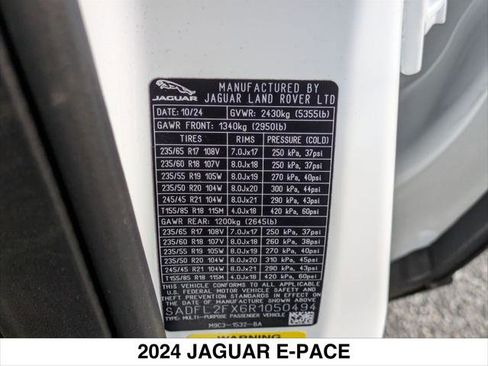 JAGUAR
MANUFACTURED BY
JAGUAR LAND ROVER LTD
DATE: 10/24 GVWR: 2430kg (5355lb)
GAWR FRONT: 1340kg (2950lb)
TIRES RIMS PRESSURE (COLD)
235/65 R17 108V 7.0Jx17 250 kPa, 37psi
235/60 R18 107V 8.0Jx18 250 kPa, 37psi
235/55 R19 105W 8.0Jx19 270 kPa, 40psi
235/50 R20 104W 8.0Jx20 300 kPa, 44psi
245/45 R21 104W 8.0Jx21 290 kPa, 43psi
T155/85 R18 115M 4.0Jx18 420 kPa, 60psi
GAWR REAR: 1200kg (2645lb)
235/65 R17 108V 7.0Jx17 250 kPa, 37psi
235/60 R18 107V 8.0Jx18 260 kPa, 38psi
235/55 R19 105W 8.0Jx19 270 kPa, 40psi
235/50 R20 104W 8.0Jx20 310 kPa, 45psi
245/45 R21 104W 8.0Jx21 290 kPa, 43psi
T155/85 R18 115M 4.0Jx18 420 kPa, 60psi
THIS VEHICLE CONFORMS TO ALL APPLICABLE
FEDERAL MOTOR VEHICLE SAFETY STANDARDS IN
EFFECT ON THE DATE OF MANUFACTURE SHOWN ABOVE
SADFL2FX6R1050494
TYPE: MULTI-PURPOSE PASSENGER VEHICLE
M9C3-1532-BA
2024 JAGUAR E-PACE